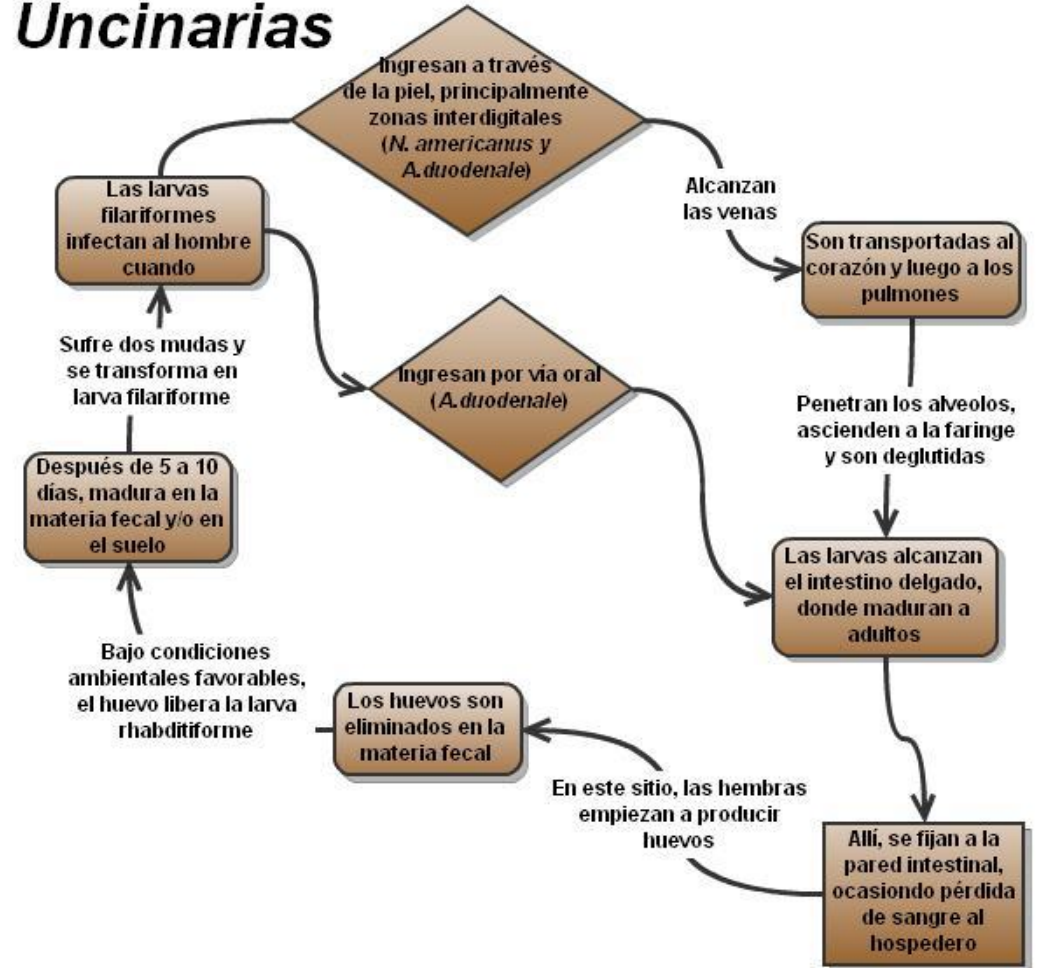 Uncinarias
Ingresan a través
de la piel, principalmente
zonas interdigitales
(N. americanus y
A.duodenale)
Alcanzan
las venas
Son transportadas al
corazón y luego a los
pulmones
Penetran los alveolos,
ascienden a la faringe
y son deglutidas
Las larvas
filariformes
infectan al hombre
cuando
Ingresan por vía oral
(A.duodenale)
Las larvas alcanzan
el intestino delgado,
donde maduran a
adultos
Allí, se fijan a la
pared intestinal,
ocasiondo pérdida
de sangre al
hospedero
En este sitio, las hembras
empiezan a producir
huevos
Los huevos son
eliminados en la
materia fecal
Bajo condiciones
ambientales favorables,
el huevo libera la larva
rhabditiforme
Después de 5 a 10
días, madura en la
materia fecal y/o en
el suelo
Sufre dos mudas y
se transforma en
larva filariforme